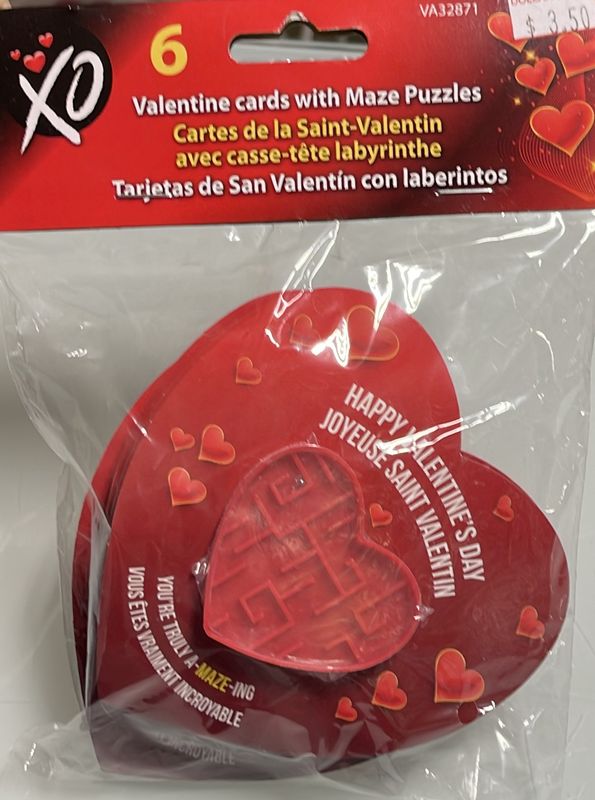 VA32871
$ 3.50
XO
6
Valentine cards with Maze Puzzles
Cartes de la Saint-Valentin
avec casse-tête labyrinthe
Tarjetas de San Valentín con laberintos
HAPPY VALENTINE'S DAY
JOYEUSE SAINT VALENTIN
YOU'RE TRULY A-MAZE-ING
VOUS ÊTES VRAIMENT INCROYABLE
INCROYABLE